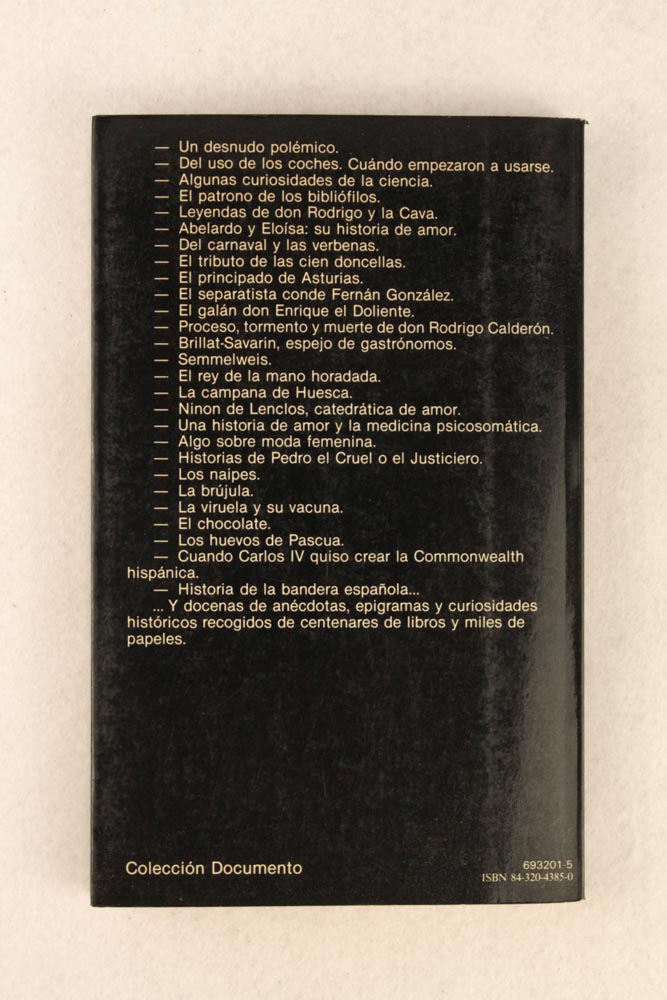 — Un desnudo polémico.
— Del uso de los coches. Cuándo empezaron a usarse.
— Algunas curiosidades de la ciencia.
— El patrono de los bibliófilos.
— Leyendas de don Rodrigo y la Cava.
— Abelardo y Eloísa: su historia de amor.
— Del carnaval y las verbenas.
— El tributo de las cien doncellas.
— El principado de Asturias.
— El separatista conde Fernán González.
— El galán don Enrique el Doliente.
— Proceso, tormento y muerte de don Rodrigo Calderón.
— Brillat-Savarin, espejo de gastrónomos.
— Semmelweis.
— El rey de la mano horadada.
— La campana de Huesca.
— Ninon de Lenclos, catedrática de amor.
— Una historia de amor y la medicina psicosomática.
— Algo sobre moda femenina.
— Historias de Pedro el Cruel o el Justiciero.
— Los naipes.
— La brújula.
— La viruela y su vacuna.
— El chocolate.
— Los huevos de Pascua.
— Cuando Carlos IV quiso crear la Commonwealth
hispánica.
— Historia de la bandera española...
... Y docenas de anécdotas, epigramas y curiosidades
históricos recogidos de centenares de libros y miles de
papeles.
Colección Documento
693201-5
ISBN 84-320-4385-0